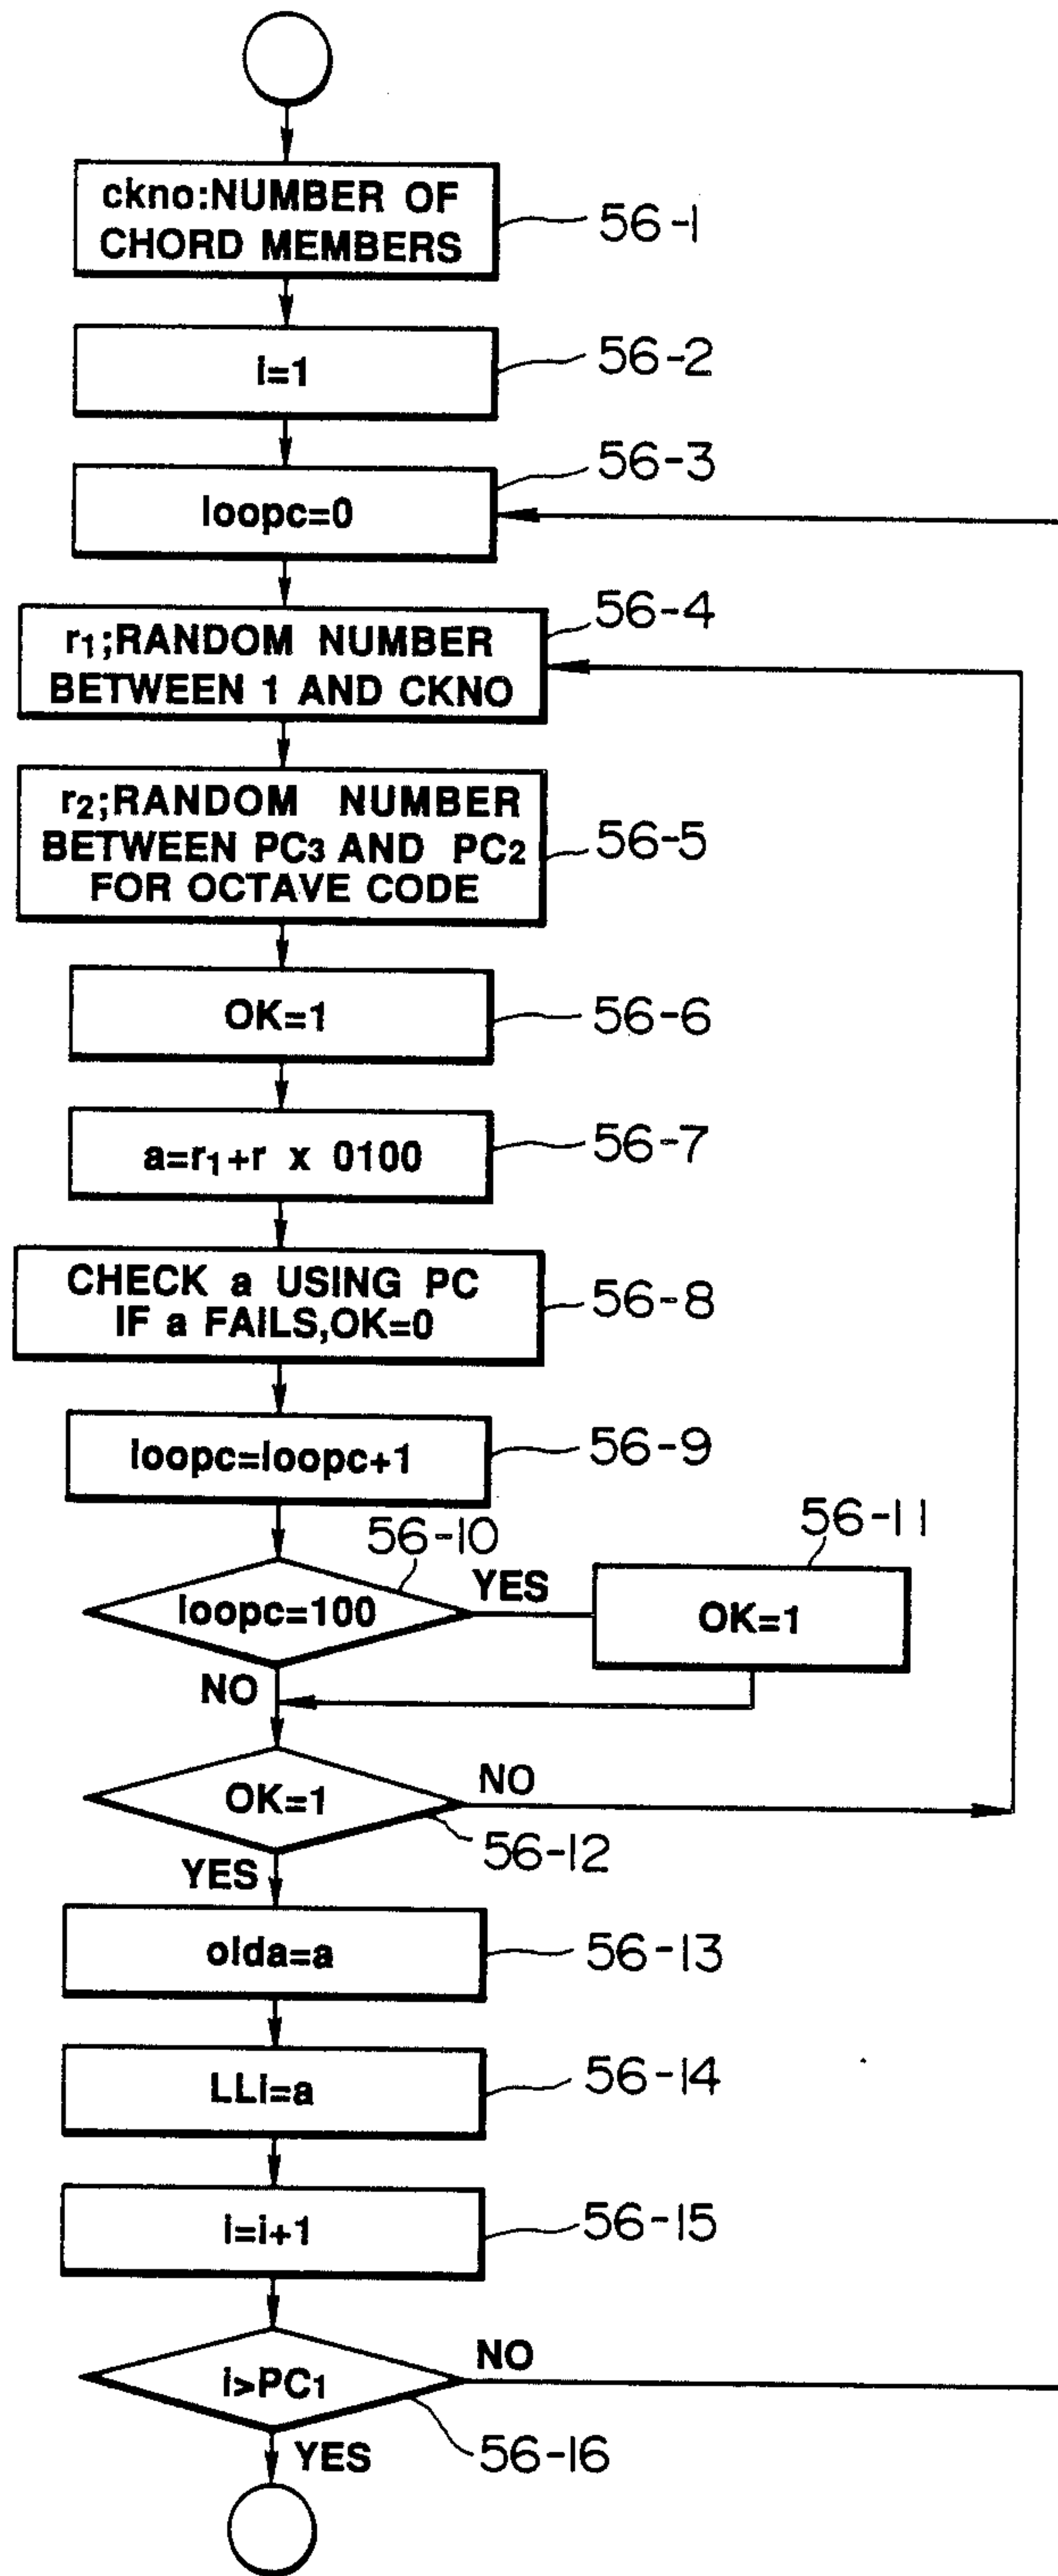 ckno:NUMBER OF
CHORD MEMBERS
56-1
i=1
56-2
loopc=0
56-3
r1;RANDOM NUMBER
BETWEEN 1 AND CKNO
56-4
r2;RANDOM NUMBER
BETWEEN PC3 AND PC2
FOR OCTAVE CODE
56-5
OK=1
56-6
a=r1+r x 0100
56-7
CHECK a USING PC
IF a FAILS,OK=0
56-8
loopc=loopc+1
56-9
56-10
loopc=100
YES
56-11
OK=1
NO
OK=1
NO
56-12
YES
olda=a
56-13
LLi=a
56-14
i=i+1
56-15
i>PC1
NO
56-16
YES